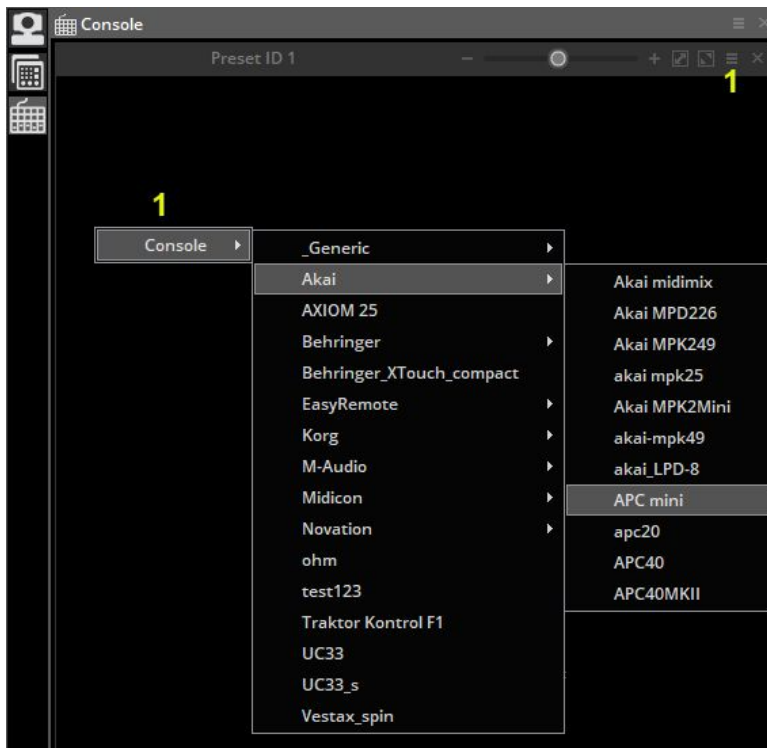 Console
Preset ID 1
1
1
Console
_Generic
Akai
AXIOM 25
Behringer
Behringer_XTouch_compact
EasyRemote
Korg
M-Audio
Midicon
Novation
ohm
test123
Traktor Kontrol F1
UC33
UC33_s
Vestax_spin
Akai midimix
Akai MPD226
Akai MPK249
akai mpk25
Akai MPK2Mini
akai-mpk49
akai_LPD-8
APC mini
apc20
APC40
APC40MKII